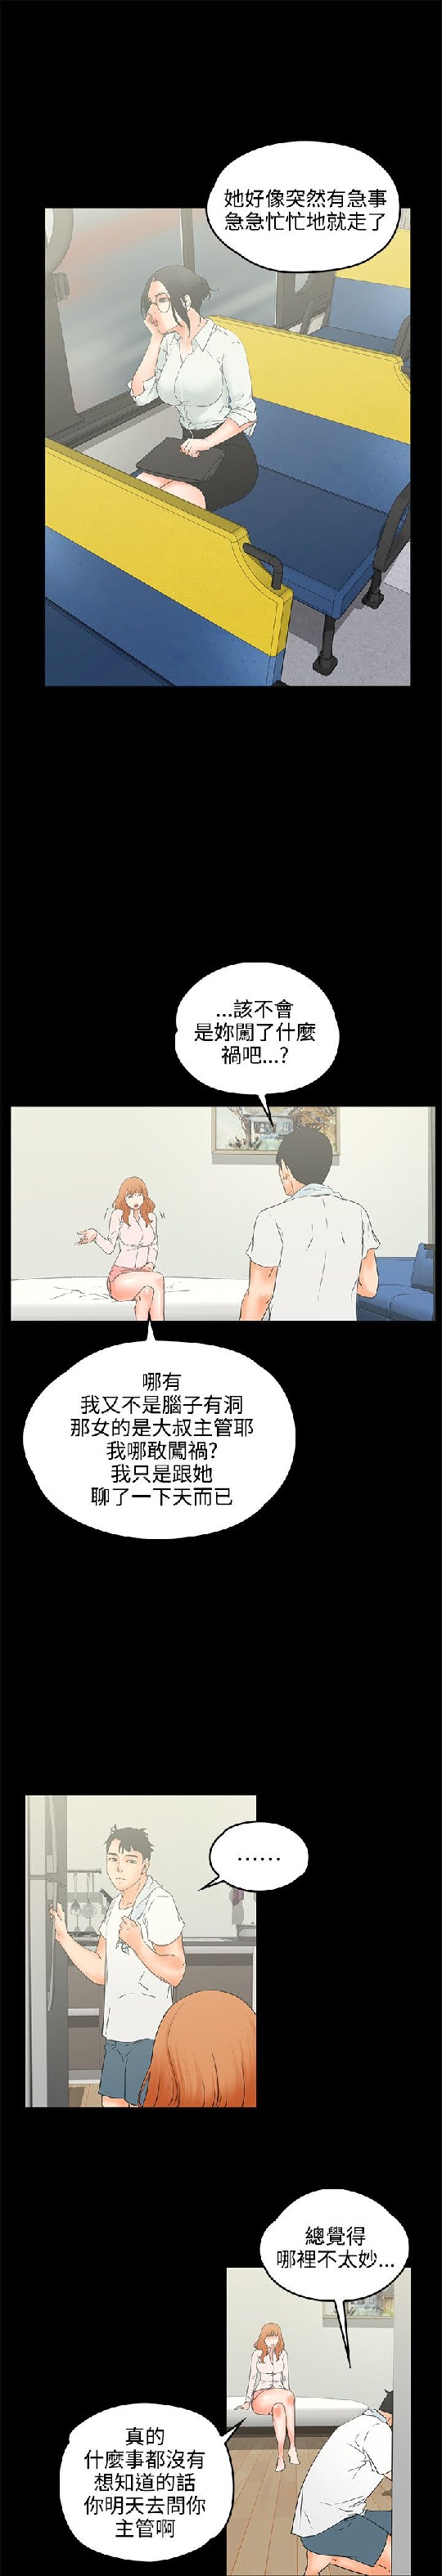 她好像突然有急事
急急忙忙地就走了
...該不會
是妳闖了什麼
禍吧...?
哪有
我又不是腦子有洞
那女的是大叔主管耶
我哪敢闖禍?
我只是跟她
聊了一下天而已
......
總覺得
哪裡不太妙...
真的
什麼事都沒有
想知道的話
你明天去問你
主管啊